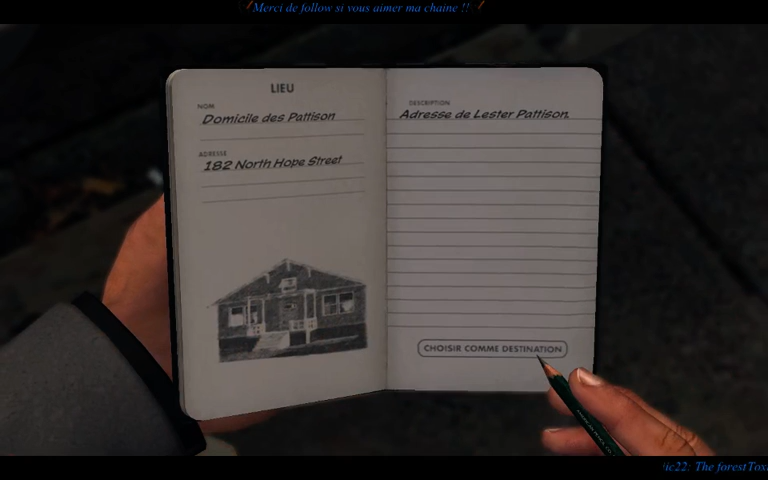 Merci de follow si vous aimer ma chaine !!
LIEU
NOM
Domicile des Pattison
ADRESSE
182 North Hope Street
DESCRIPTION
Adresse de Lester Pattison.
CHOISIR COMME DESTINATION
ic22: The forest